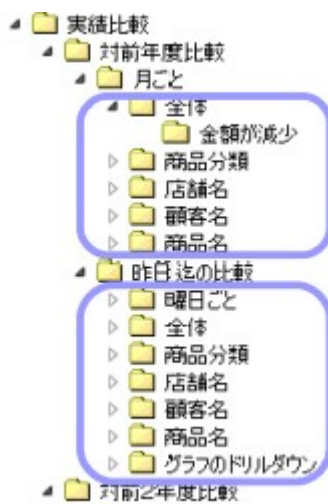 実績比較
対前年度比較
月ごと
全体
金額が減少
商品分類
店舗名
顧客名
商品名
昨日迄の比較
曜日ごと
全体
商品分類
店舗名
顧客名
商品名
グラフのドリルダウン
対前2年度比較